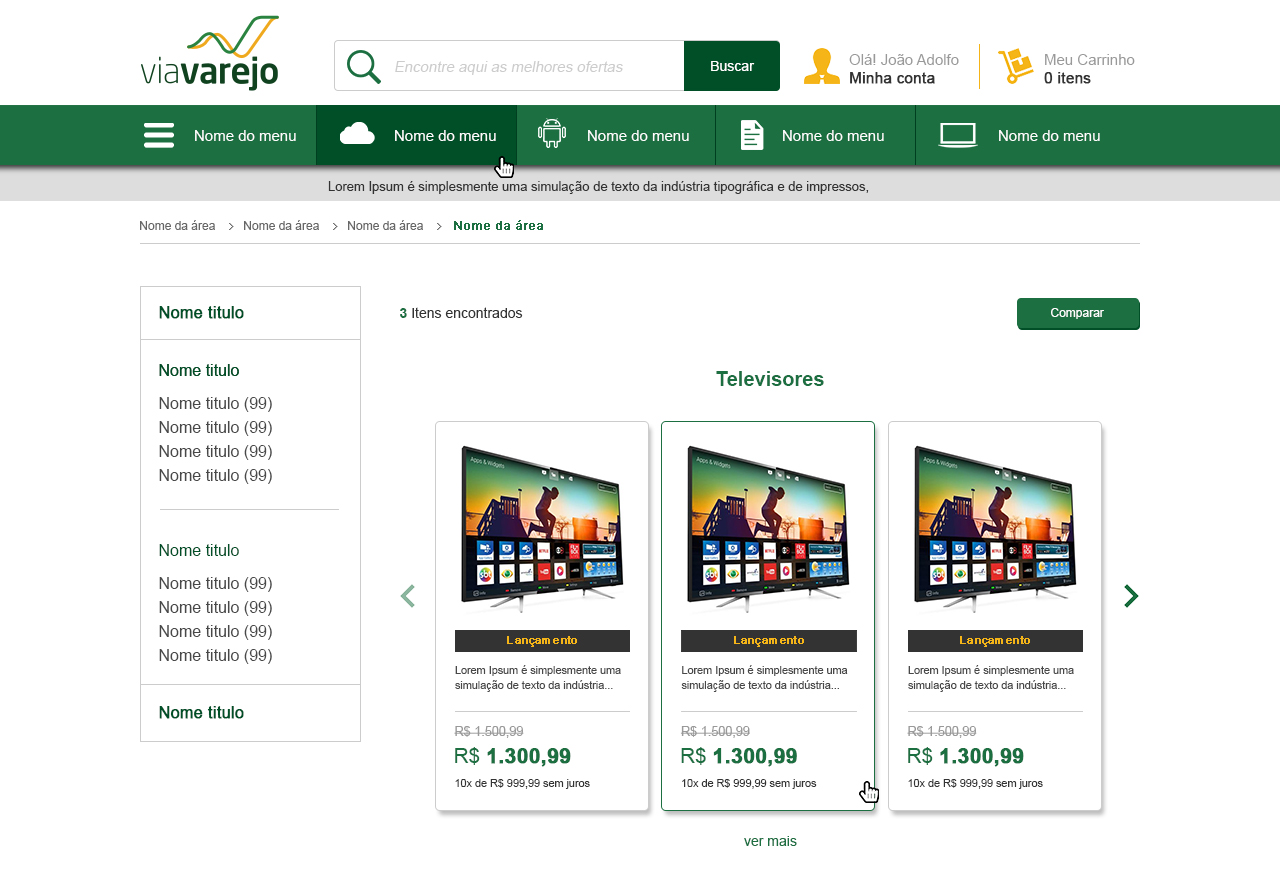 viavarejo
Encontre aqui as melhores ofertas
Buscar
Olá! João Adolfo
Minha conta
Meu Carrinho
0 itens
Nome do menu
Nome do menu
Nome do menu
Nome do menu
Nome do menu
Lorem Ipsum é simplesmente uma simulação de texto da indústria tipográfica e de impressos,
Nome da área > Nome da área > Nome da área > Nome da área
Nome titulo
Nome titulo
Nome titulo (99)
Nome titulo (99)
Nome titulo (99)
Nome titulo (99)
Nome titulo
Nome titulo (99)
Nome titulo (99)
Nome titulo (99)
Nome titulo (99)
Nome titulo
3 Itens encontrados
Comparar
Televisores
Apps & Widgets
Lançamento
Lorem Ipsum é simplesmente uma
simulação de texto da indústria...
R$ 1.500,99
R$ 1.300,99
10x de R$ 999,99 sem juros
Apps & Widgets
Lançamento
Lorem Ipsum é simplesmente uma
simulação de texto da indústria...
R$ 1.500,99
R$ 1.300,99
10x de R$ 999,99 sem juros
Apps & Widgets
Lançamento
Lorem Ipsum é simplesmente uma
simulação de texto da indústria...
R$ 1.500,99
R$ 1.300,99
10x de R$ 999,99 sem juros
ver mais